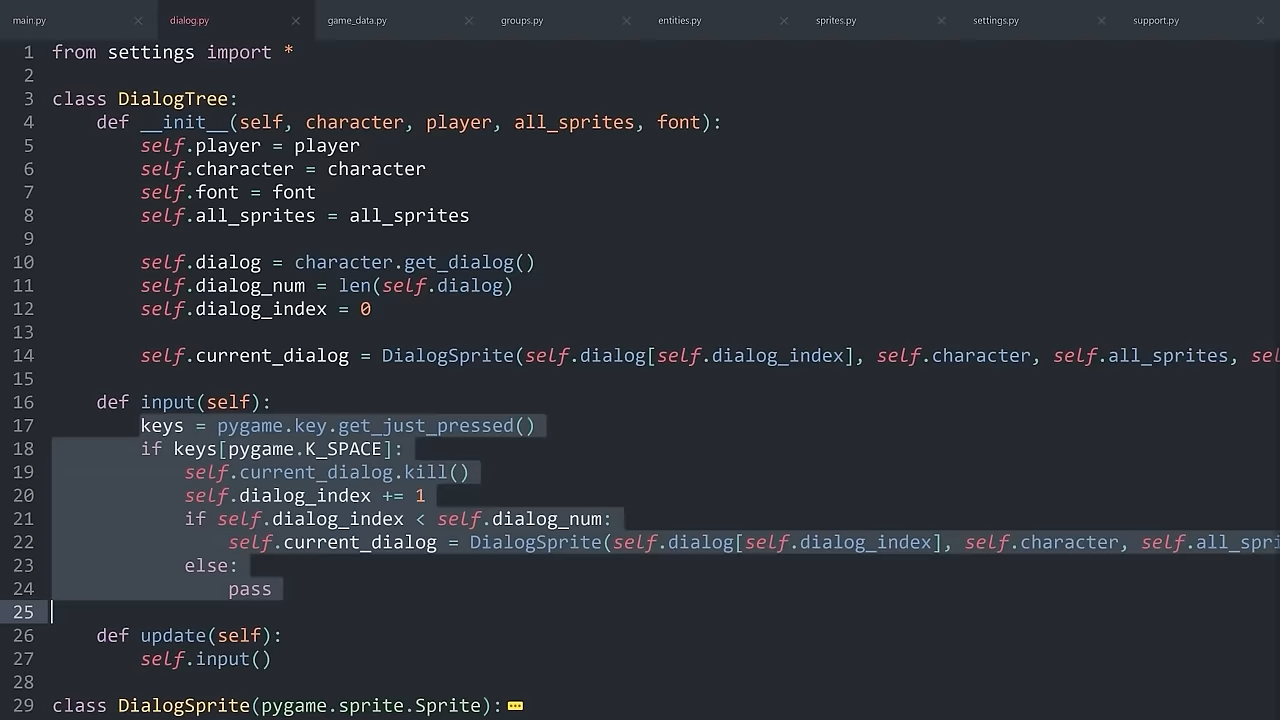 main.py dialog.py game_data.py groups.py entities.py sprites.py settings.py support.py
1 from settings import *
2
3 class DialogTree:
4     def __init__(self, character, player, all_sprites, font):
5         self.player = player
6         self.character = character
7         self.font = font
8         self.all_sprites = all_sprites
9
10         self.dialog = character.get_dialog()
11         self.dialog_num = len(self.dialog)
12         self.dialog_index = 0
13
14         self.current_dialog = DialogSprite(self.dialog[self.dialog_index], self.character, self.all_sprites, sel
15
16     def input(self):
17         keys = pygame.key.get_just_pressed()
18         if keys[pygame.K_SPACE]:
19             self.current_dialog.kill()
20             self.dialog_index += 1
21             if self.dialog_index < self.dialog_num:
22                 self.current_dialog = DialogSprite(self.dialog[self.dialog_index], self.character, self.all_spri
23             else:
24                 pass
25
26     def update(self):
27         self.input()
28
29 class DialogSprite(pygame.sprite.Sprite):